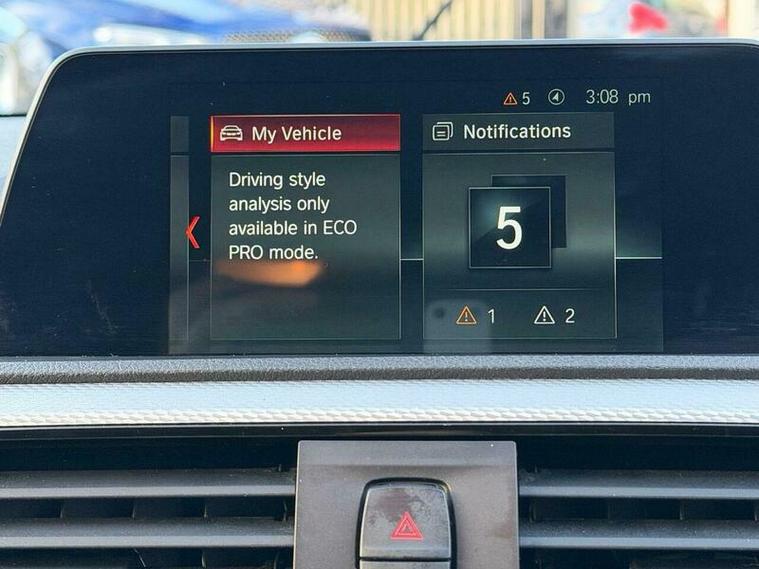 5 3:08 pm
My Vehicle
Driving style
analysis only
available in ECO
PRO mode.
Notifications
5
1 2